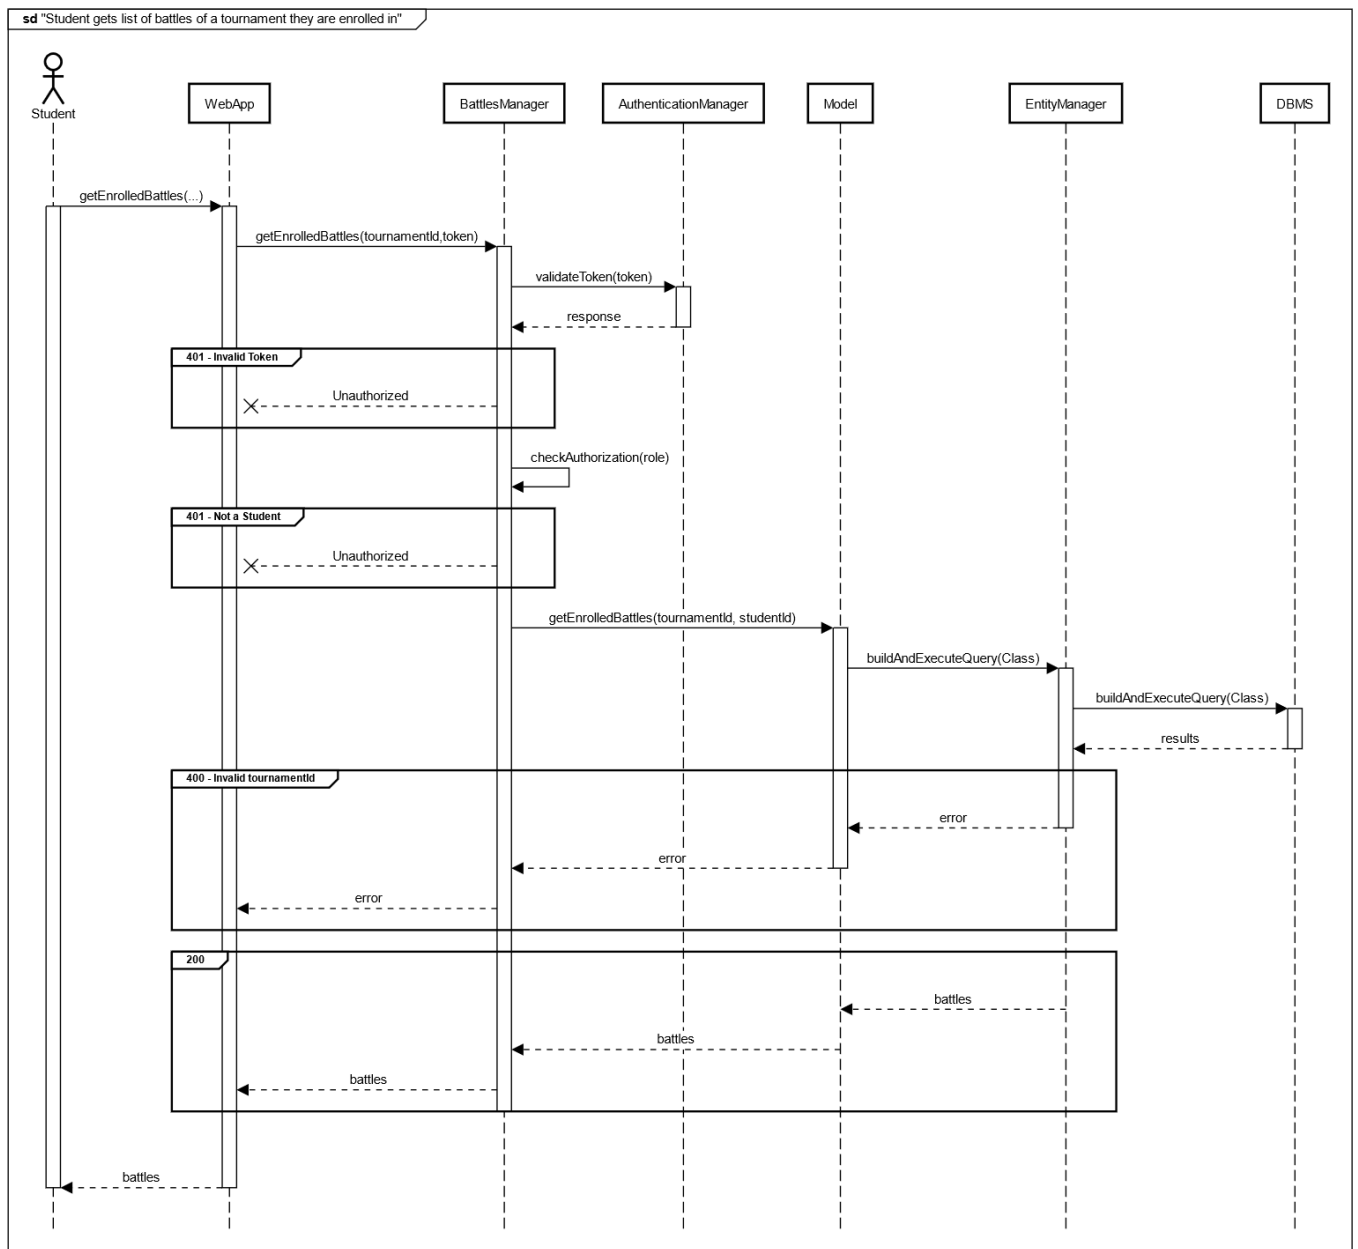 sd "Student gets list of battles of a tournament they are enrolled in"
Student
WebApp
BattlesManager
AuthenticationManager
Model
EntityManager
DBMS
getEnrolledBattles(...)
getEnrolledBattles(tournamentId,token)
validateToken(token)
response
401 - Invalid Token
Unauthorized
checkAuthorization(role)
401 - Not a Student
Unauthorized
getEnrolledBattles(tournamentId, studentId)
buildAndExecuteQuery(Class)
buildAndExecuteQuery(Class)
results
400 - Invalid tournamentId
error
error
error
200
battles
battles
battles
battles